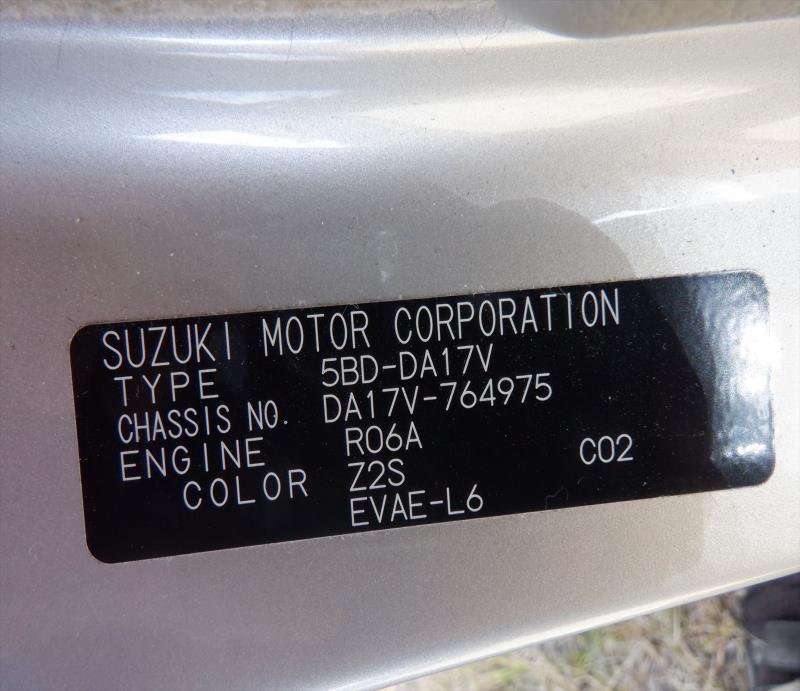 SUZUKI MOTOR CORPORATION
TYPE 5BD-DA17V
CHASSIS NO. DA17V-764975
ENGINE R06A
COLOR Z2S C02
EVAE-L6